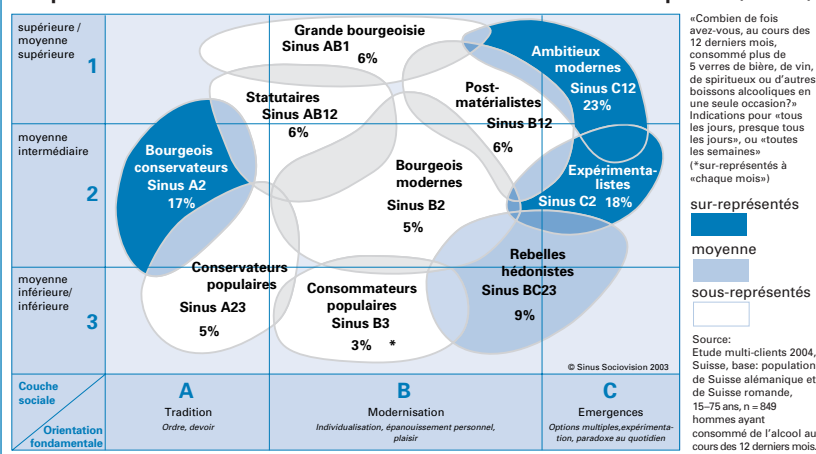 supérieure /
moyenne
supérieure
1
moyenne
intermédiaire
2
moyenne
inférieure/
inférieure
3
Grande bourgeoisie
Sinus AB1
6%
Statutaires
Sinus AB12
6%
Post-
matérialistes
Sinus B12
6%
Ambitieux
modernes
Sinus C12
23%
Bourgeois
conservateurs
Sinus A2
17%
Bourgeois
modernes
Sinus B2
5%
Expérimenta-
listes
Sinus C2 18%
Conservateurs
populaires
Sinus A23
5%
Consommateurs
populaires
Sinus B3
3% *
Rebelles
hédonistes
Sinus BC23
9%
© Sinus Sociovision 2003
Couche
sociale
Orientation
fondamentale
A
Tradition
Ordre, devoir
B
Modernisation
Individualisation, épanouissement personnel,
plaisir
C
Emergences
Options multiples,expérimenta-
tion, paradoxe au quotidien
«Combien de fois
avez-vous, au cours des
12 derniers mois,
consommé plus de
5 verres de bière, de vin,
de spiritueux ou d'autres
boissons alcooliques en
une seule occasion?»
Indications pour «tous
les jours, presque tous
les jours», ou «toutes
les semaines»
(*sur-représentés à
«chaque mois»)
sur-représentés
moyenne
sous-représentés
Source:
Etude multi-clients 2004,
Suisse, base: population
de Suisse alémanique et
de Suisse romande,
15–75 ans, n = 849
hommes ayant
consommé de l'alcool au
cours des 12 derniers mois.